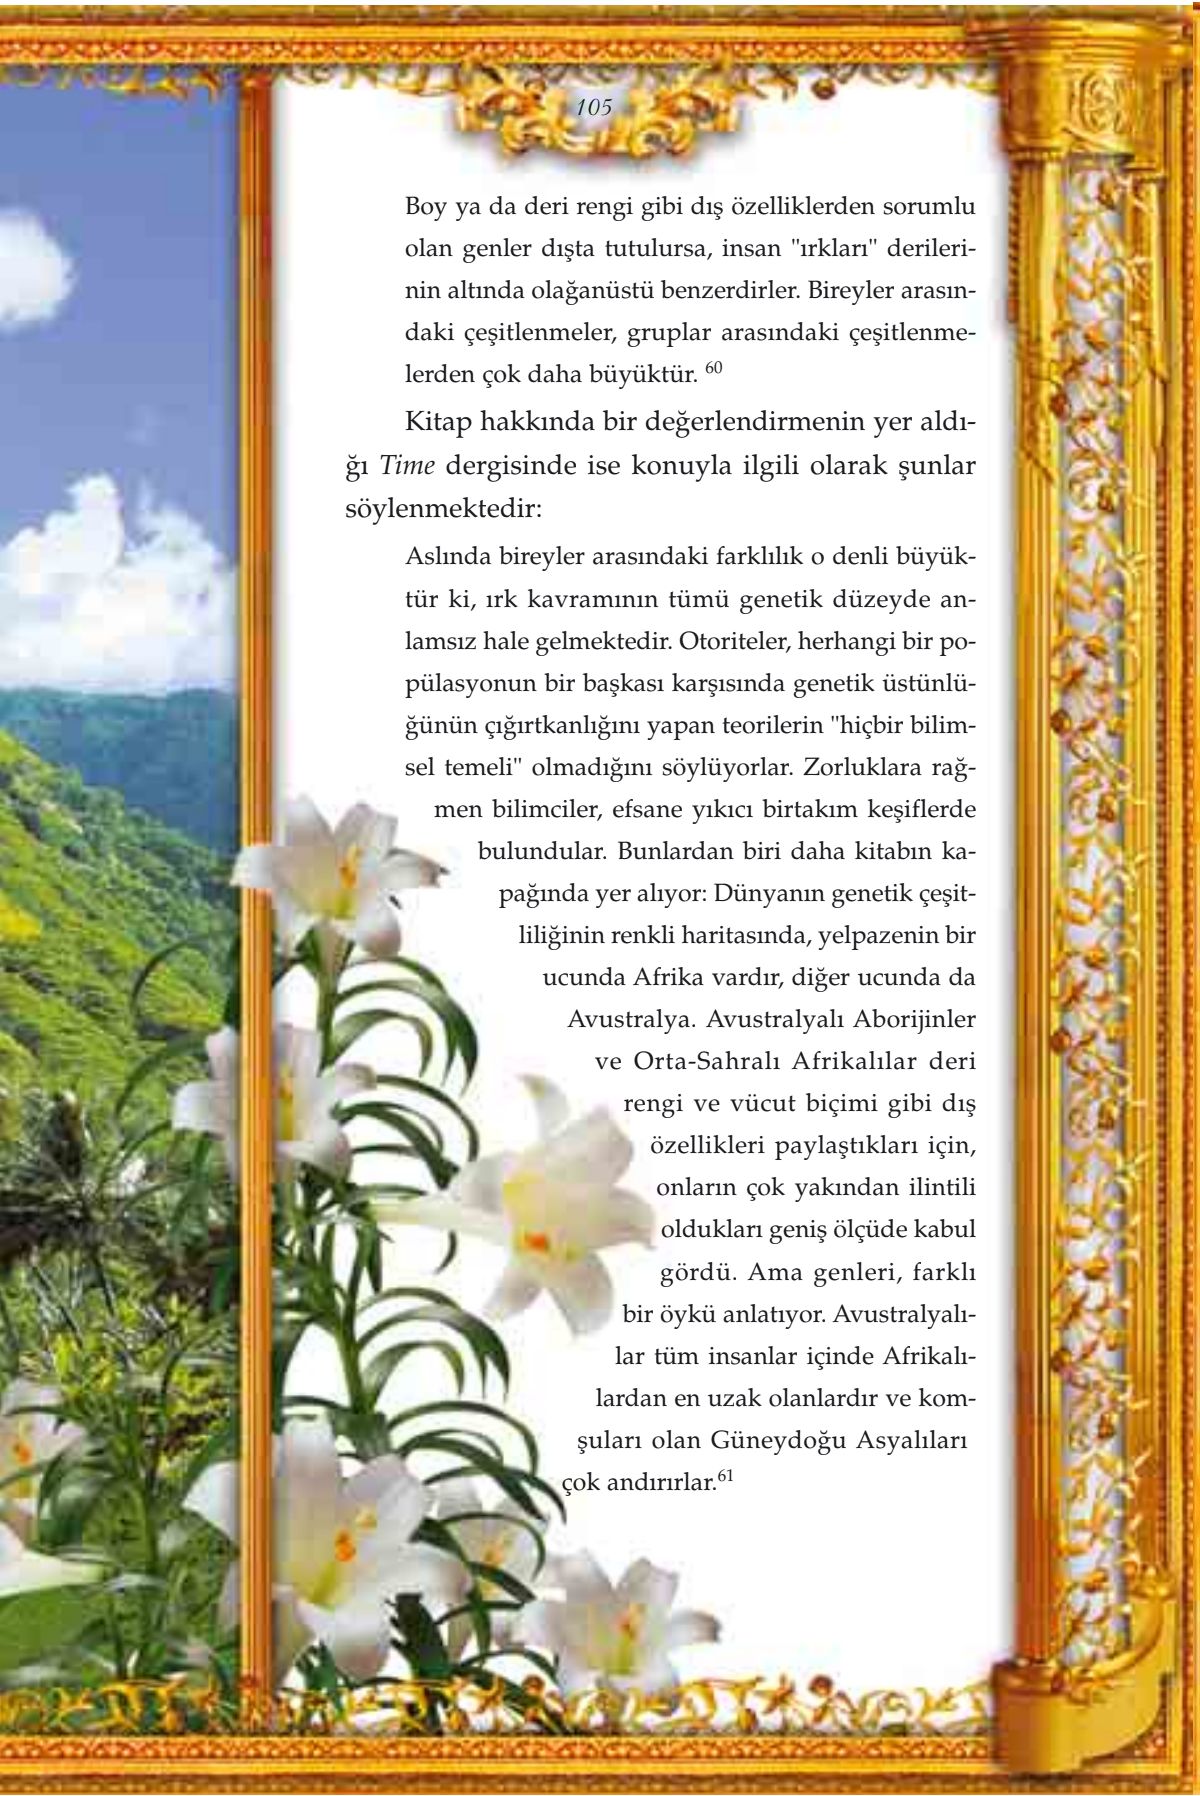 105
Boy ya da deri rengi gibi dış özelliklerden sorumlu
olan genler dışta tutulursa, insan "ırkları" derileri-
nin altında olağanüstü benzerdirler. Bireyler arasın-
daki çeşitlenmeler, gruplar arasındaki çeşitlenme-
lerden çok daha büyüktür. 60
Kitap hakkında bir değerlendirmenin yer aldı-
ğı Time dergisinde ise konuyla ilgili olarak şunlar
söylenmektedir:
Aslında bireyler arasındaki farklılık o denli büyük-
tür ki, ırk kavramının tümü genetik düzeyde an-
lamsız hale gelmektedir. Otoriteler, herhangi bir po-
pülasyonun bir başkası karşısında genetik üstünlü-
ğünün çığırtkanlığını yapan teorilerin "hiçbir bilim-
sel temeli" olmadığını söylüyorlar. Zorluklara rağ-
men bilimciler, efsane yıkıcı birtakım keşiflerde
bulundular. Bunlardan biri daha kitabın ka-
pağında yer alıyor: Dünyanın genetik çeşit-
liliğinin renkli haritasında, yelpazenin bir
ucunda Afrika vardır, diğer ucunda da
Avustralya. Avustralyalı Aborijinler
ve Orta-Sahralı Afrikalılar deri
rengi ve vücut biçimi gibi dış
özellikleri paylaştıkları için,
onların çok yakından ilintili
oldukları geniş ölçüde kabul
gördü. Ama genleri, farklı
bir öykü anlatıyor. Avustralyalı-
lar tüm insanlar içinde Afrikalı-
lardan en uzak olanlardır ve kom-
şuları olan Güneydoğu Asyalıları
çok andırırlar.61